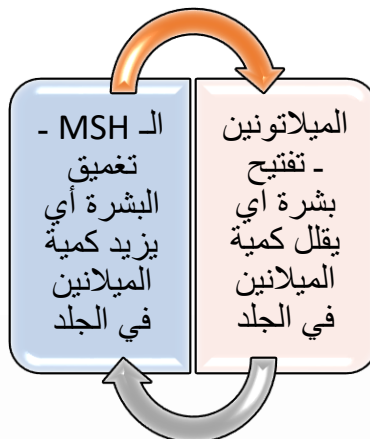 الميلاتونين
- تفتيح
بشرة اي
يقلل كمية
الميلانين
في الجلد
الـ MSH -
تغميق
البشرة أي
يزيد كمية
الميلانين
في الجلد